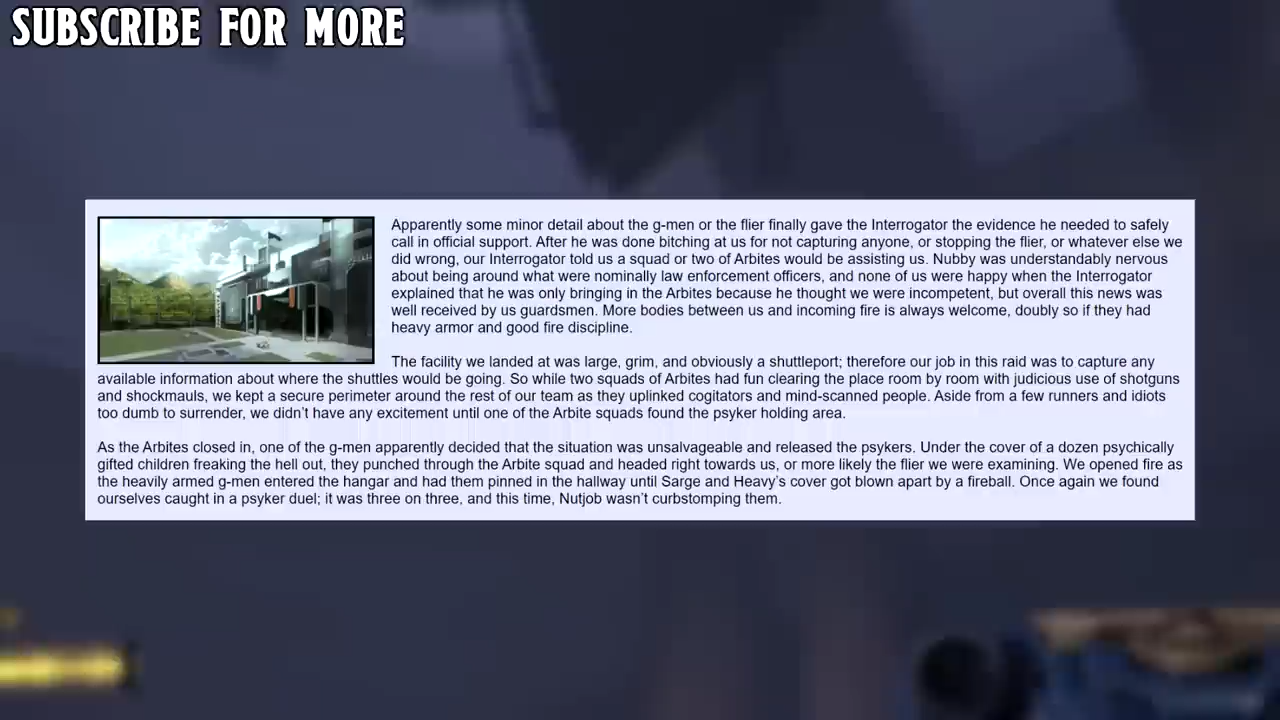 SUBSCRIBE FOR MORE
Apparently some minor detail about the g-men or the flier finally gave the Interrogator the evidence he needed to safely
call in official support. After he was done bitching at us for not capturing anyone, or stopping the flier, or whatever else we
did wrong, our Interrogator told us a squad or two of Arbites would be assisting us. Nubby was understandably nervous
about being around what were nominally law enforcement officers, and none of us were happy when the Interrogator
explained that he was only bringing in the Arbites because he thought we were incompetent, but overall this news was
well received by us guardsmen. More bodies between us and incoming fire is always welcome, doubly so if they had
heavy armor and good fire discipline.
The facility we landed at was large, grim, and obviously a shuttleport; therefore our job in this raid was to capture any
available information about where the shuttles would be going. So while two squads of Arbites had fun clearing the place room by room with judicious use of shotguns
and shockmauls, we kept a secure perimeter around the rest of our team as they uplinked cogitators and mind-scanned people. Aside from a few runners and idiots
too dumb to surrender, we didn't have any excitement until one of the Arbite squads found the psyker holding area.
As the Arbites closed in, one of the g-men apparently decided that the situation was unsalvageable and released the psykers. Under the cover of a dozen psychically
gifted children freaking the hell out, they punched through the Arbite squad and headed right towards us, or more likely the flier we were examining. We opened fire as
the heavily armed g-men entered the hangar and had them pinned in the hallway until Sarge and Heavy's cover got blown apart by a fireball. Once again we found
ourselves caught in a psyker duel; it was three on three, and this time, Nutjob wasn't curbstomping them.